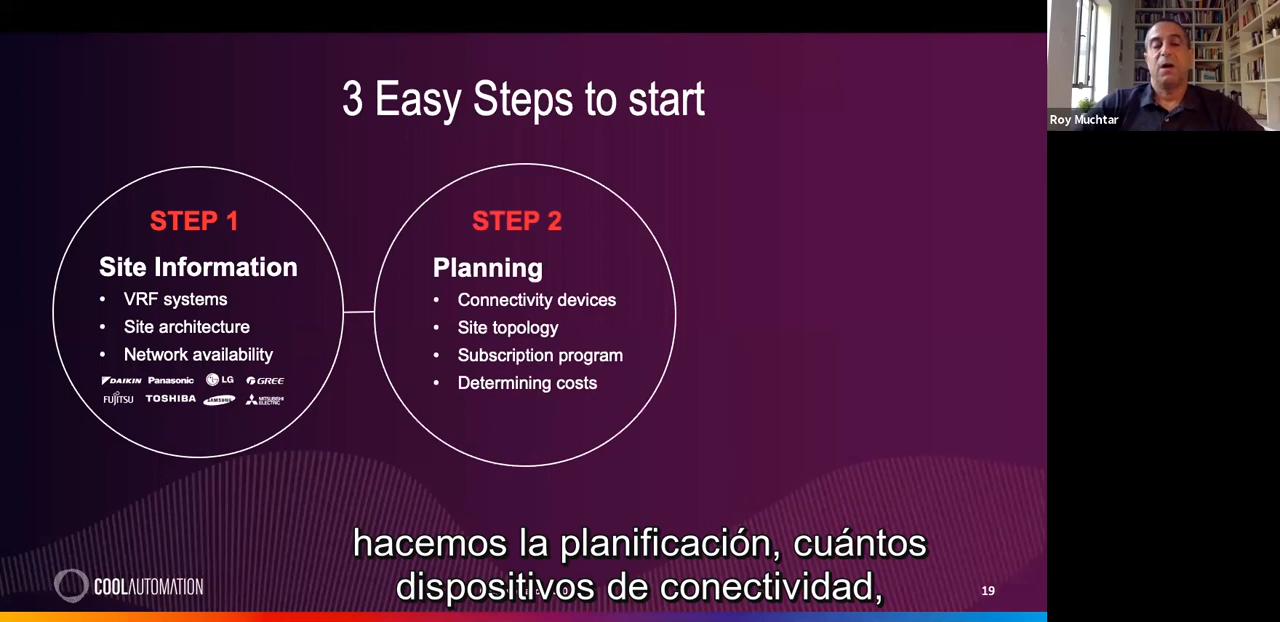 3 Easy Steps to start
Roy Muchtar
STEP 1
Site Information
• VRF systems
• Site architecture
• Network availability
DAIKIN Panasonic LG GREE
FUJITSU TOSHIBA SAMSUNG MITSUBISHI ELECTRIC
STEP 2
Planning
• Connectivity devices
• Site topology
• Subscription program
• Determining costs
hacemos la planificación, cuántos
dispositivos de conectividad,
COOLAUTOMATION
19